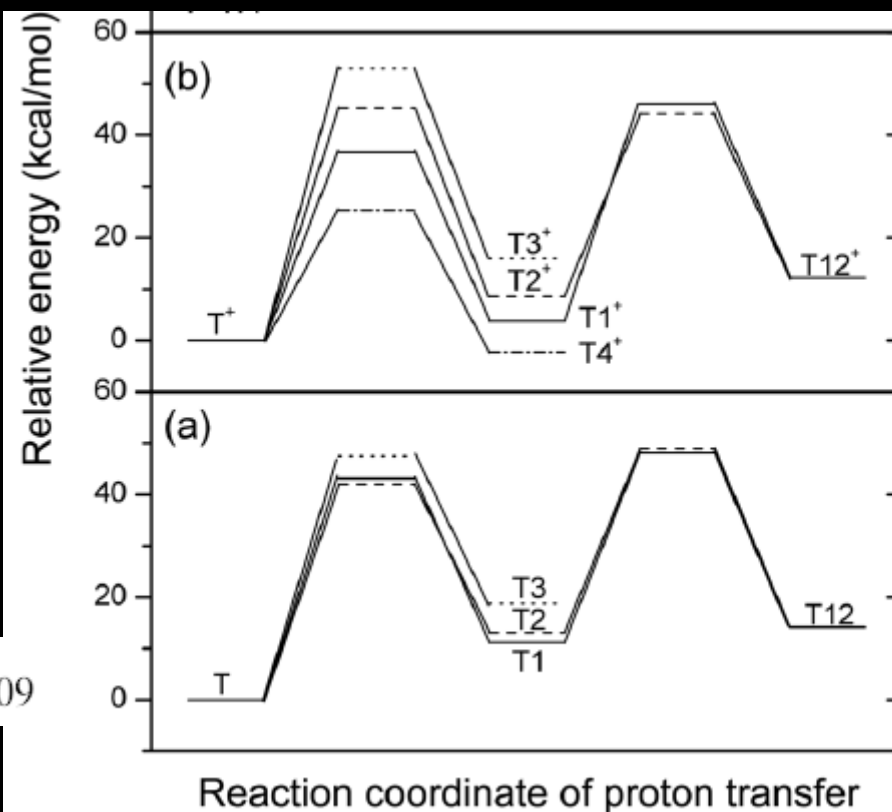 Relative energy (kcal/mol)
60
(b)
40
20
0
T⁺
T3⁺
T2⁺
T1⁺
T4⁺
T12⁺
60
(a)
40
20
0
T
T3
T2
T1
T12
09
Reaction coordinate of proton transfer